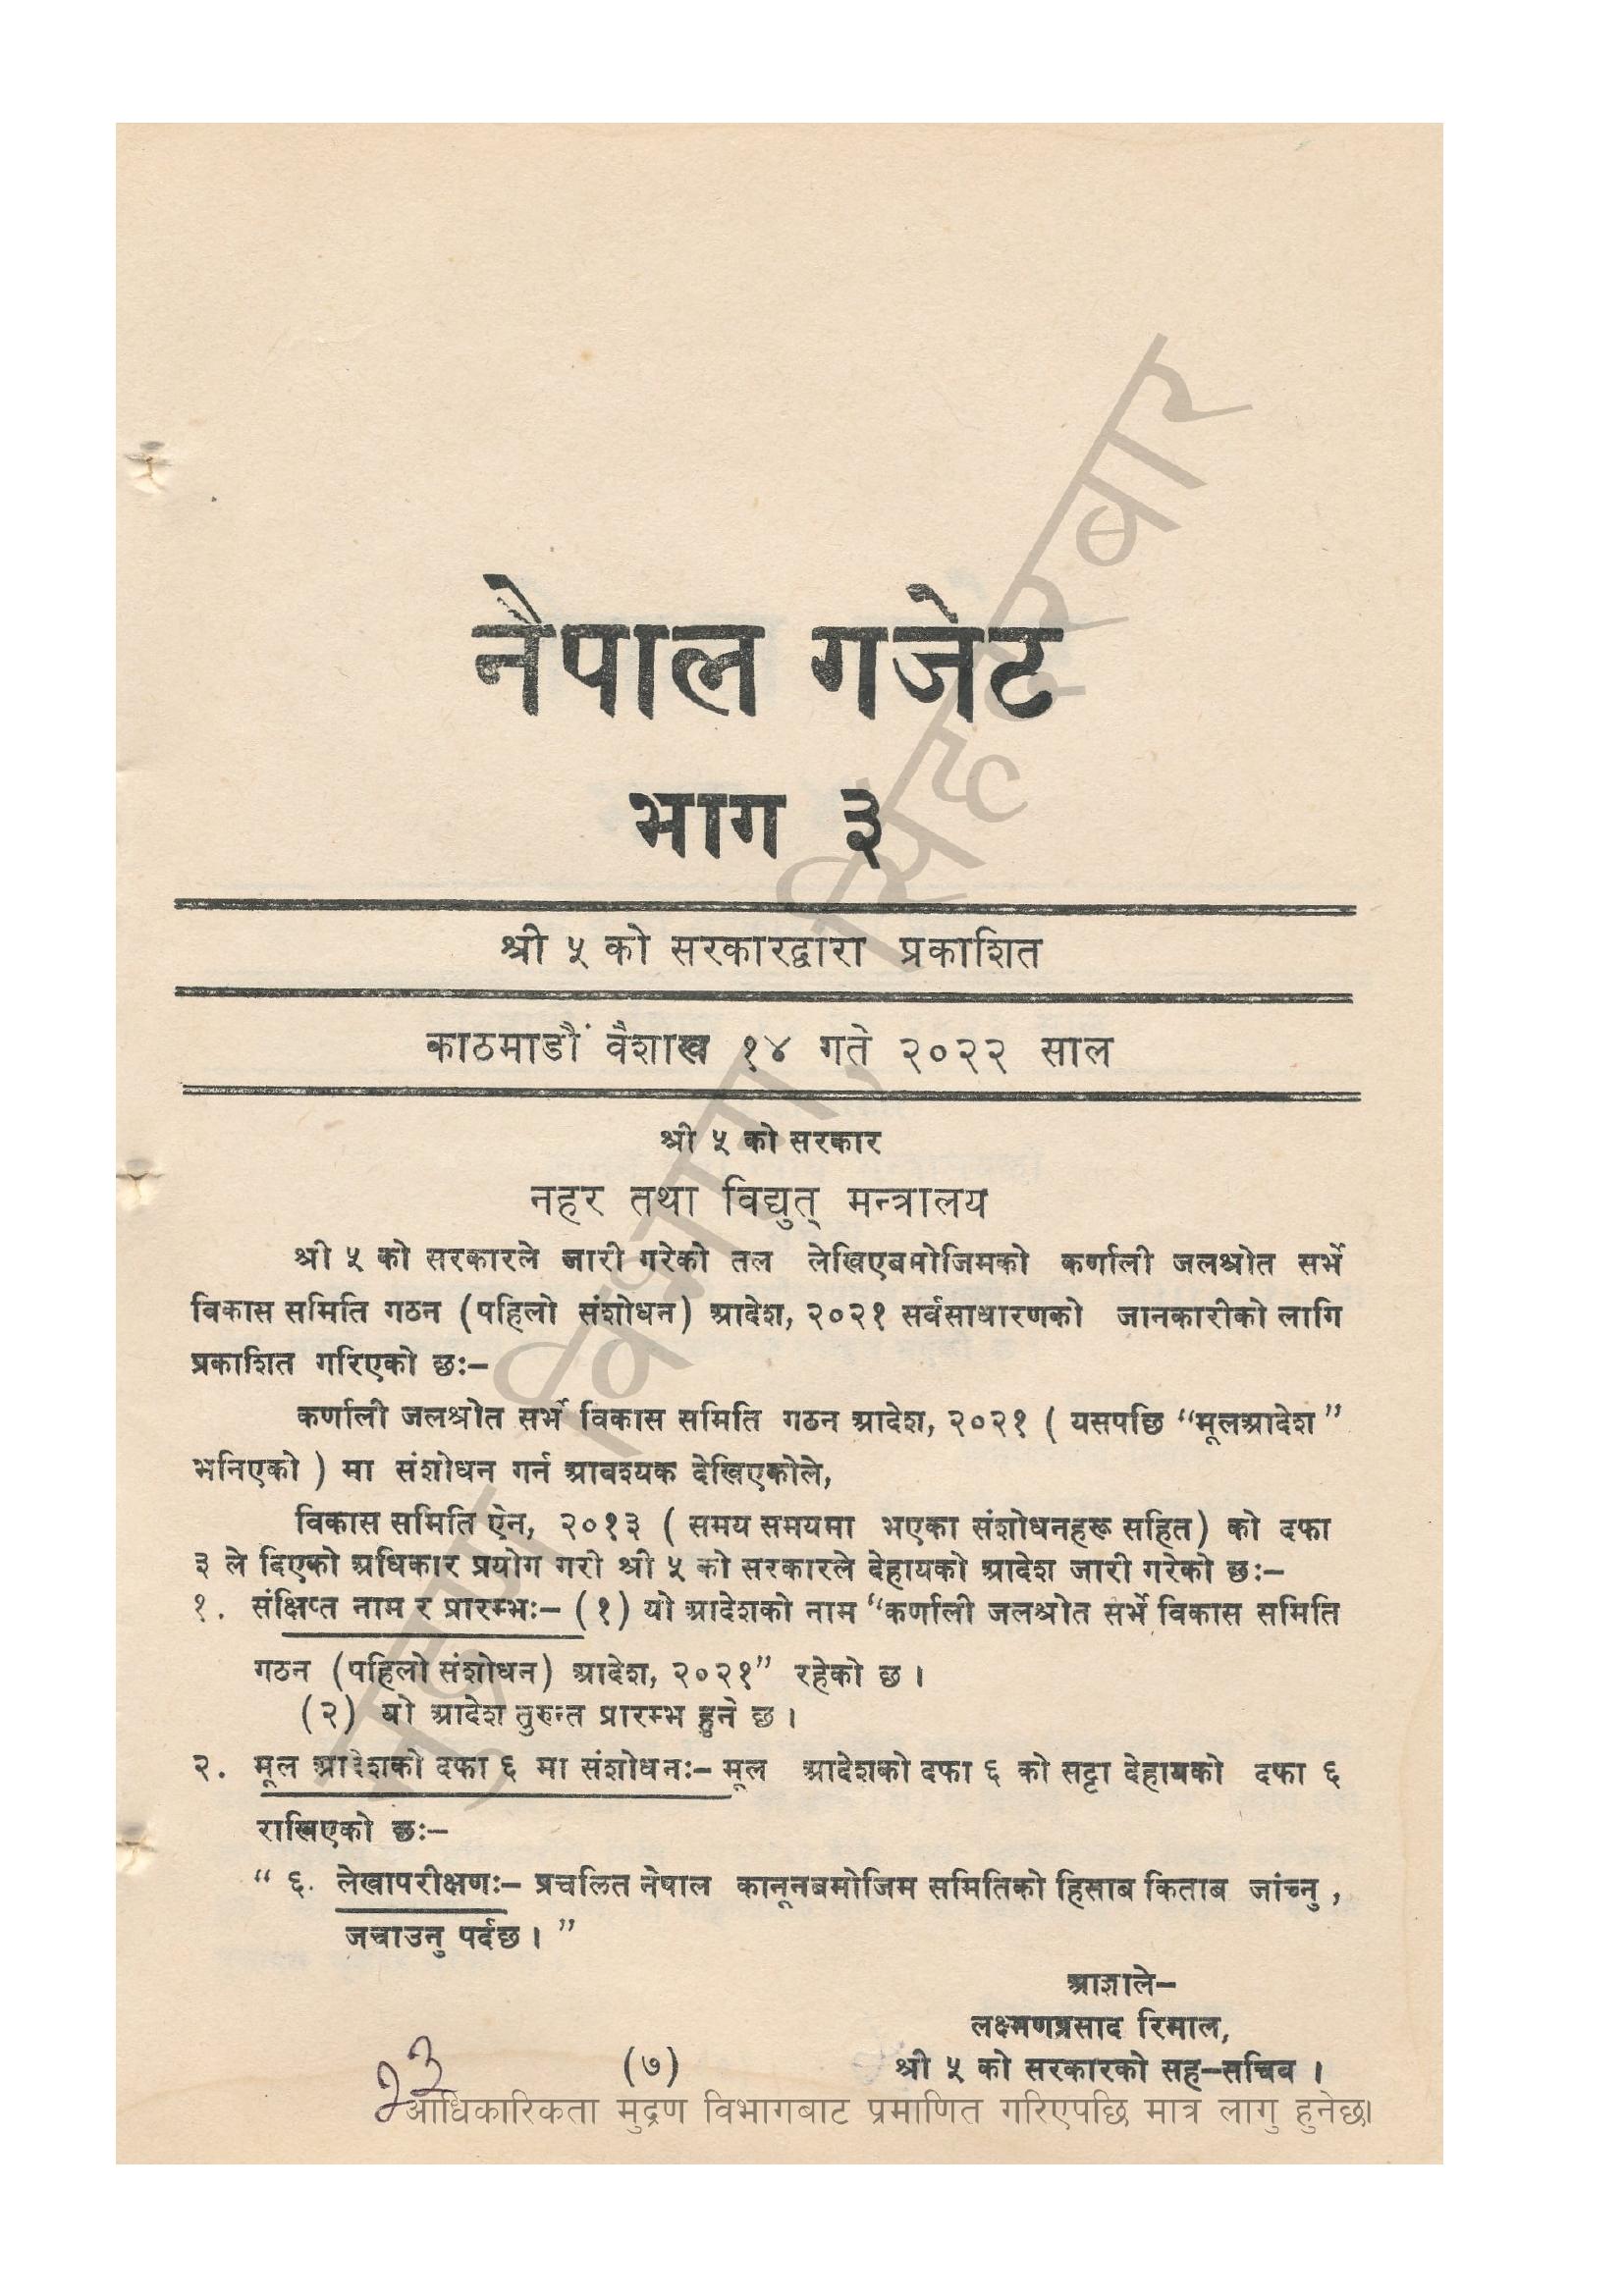 नेपाल गजेट
भाग ३
श्री ५ को सरकारद्वारा प्रकाशित
काठमाडौं वैशाख १४ गते २०२२ साल
श्री ५ को सरकार
नहर तथा विद्युत् मन्त्रालय
श्री ५ को सरकारले जारी गरेको तल लेखिएबमोजिमको कर्णाली जलश्रोत सर्भे
विकास समिति गठन (पहिलो संशोधन) आदेश, २०२१ सर्वसाधारणको जानकारीको लागि
प्रकाशित गरिएको छः–
कर्णाली जलश्रोत सर्भे विकास समिति गठन आदेश, २०२१ ( यसपछि “मूलआदेश”
भनिएको ) मा संशोधन गर्न आवश्यक देखिएकोले,
विकास समिति ऐन, २०१३ ( समय समयमा भएका संशोधनहरू सहित) को दफा
३ ले दिएको अधिकार प्रयोग गरी श्री ५ को सरकारले देहायको आदेश जारी गरेको छः–
१. संक्षिप्त नाम र प्रारम्भः– (१) यो आदेशको नाम “कर्णाली जलश्रोत सर्भे विकास समिति
गठन (पहिलो संशोधन) आदेश, २०२१” रहेको छ ।
(२) यो आदेश तुरुन्त प्रारम्भ हुने छ ।
२. मूल आदेशको दफा ६ मा संशोधनः– मूल आदेशको दफा ६ को सट्टा देहायको दफा ६
राखिएको छः–
“ ६. लेखापरीक्षणः– प्रचलित नेपाल कानूनबमोजिम समितिको हिसाब किताब जांच्नु ,
जचाउनु पर्दछ । ”
आज्ञाले–
लक्ष्मणप्रसाद रिमाल,
(७) श्री ५ को सरकारको सह–सचिव ।
२३
आधिकारिकता मुद्रण विभागबाट प्रमाणित गरिएपछि मात्र लागु हुनेछ।
मुद्रण विभाग, सिंहदरबार